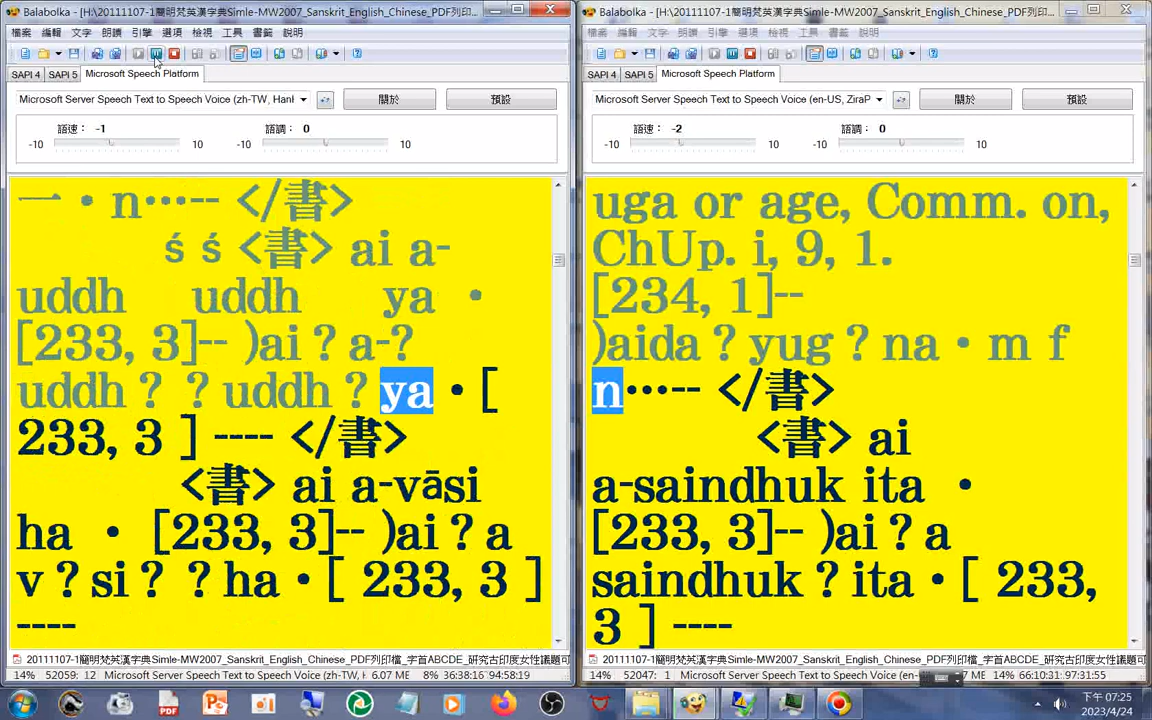 Balabolka - [H:\20111107-1簡明梵英漢字典Simle-MW2007_Sanskrit_English_Chinese_PDF列印檔_字首...
檔案 編輯 文字 朗讀 引擎 選項 檢視 工具 書籤 說明
SAPI 4 SAPI 5 Microsoft Speech Platform
Microsoft Server Speech Text to Speech Voice (zh-TW, HanI
關於 預設
語速： -1 語調： 0
-10 10 -10 10
一・n…-- </書>
ś ś <書> ai a-
uddh uddh ya ・
[233, 3]-- )ai ? a-?
uddh ? ? uddh ? ya・[
233, 3 ] ---- </書>
<書> ai a-vāsi
ha ・ [233, 3]-- )ai ? a
v ? si ? ? ha・[ 233, 3 ]
----
20111107-1簡明梵英漢字典Simle-MW2007_Sanskrit_English_Chinese_PDF列印檔_字首ABCDE_研究古印度女性議題可
14% 52059: 12 Microsoft Server Speech Text to Speech Voice (zh-TW, 6.07 ME 8% 36:38:16 94:58:19
Balabolka - [H:\20111107-1簡明梵英漢字典Simle-MW2007_Sanskrit_English_Chinese_PDF列印...
檔案 編輯 文字 朗讀 引擎 選項 檢視 工具 書籤 說明
SAPI 4 SAPI 5 Microsoft Speech Platform
Microsoft Server Speech Text to Speech Voice (en-US, ZiraP
關於 預設
語速： -2 語調： 0
-10 10 -10 10
uga or age, Comm. on,
ChUp. i, 9, 1.
[234, 1]--
)aida ? yug ? na・m f
n…-- </書>
<書> ai
a-saindhuk ita ・
[233, 3]-- )ai ? a
saindhuk ? ita・[ 233,
3 ] ----
20111107-1簡明梵英漢字典Simle-MW2007_Sanskrit_English_Chinese_PDF列印檔_字首ABCDE_研究古印度女性議題可
14% 52047: 1 Microsoft Server Speech Text to Speech Voice (en-US 14% 66:10:31 97:31:55
下午 07:25
2023/4/24